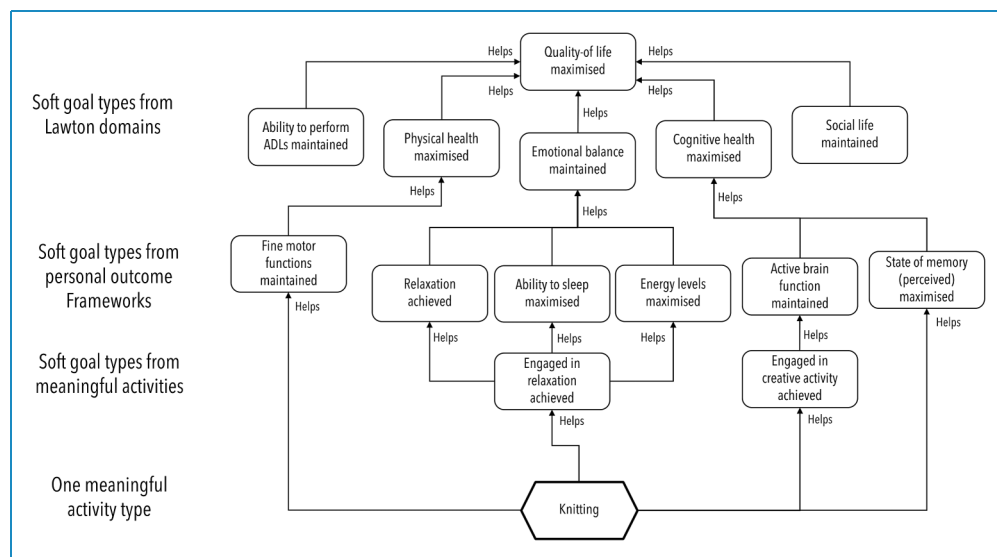 Helps
Quality-of life
maximised
Helps
Soft goal types from
Lawton domains
Helps
Helps
Ability to perform
ADLs maintained
Physical health
maximised
Helps
Cognitive health
maximised
Social life
maintained
Emotional balance
maintained
Helps
Helps
Soft goal types from
personal outcome
Frameworks
Fine motor
functions
maintained
Relaxation
achieved
Ability to sleep
maximised
Energy levels
maximised
Active brain
function
maintained
State of memory
(perceived)
maximised
Helps
Helps
Helps
Helps
Helps
Helps
Soft goal types from
meaningful activities
Engaged in
relaxation
achieved
Engaged in
creative activity
achieved
Helps
Helps
One meaningful
activity type
Knitting